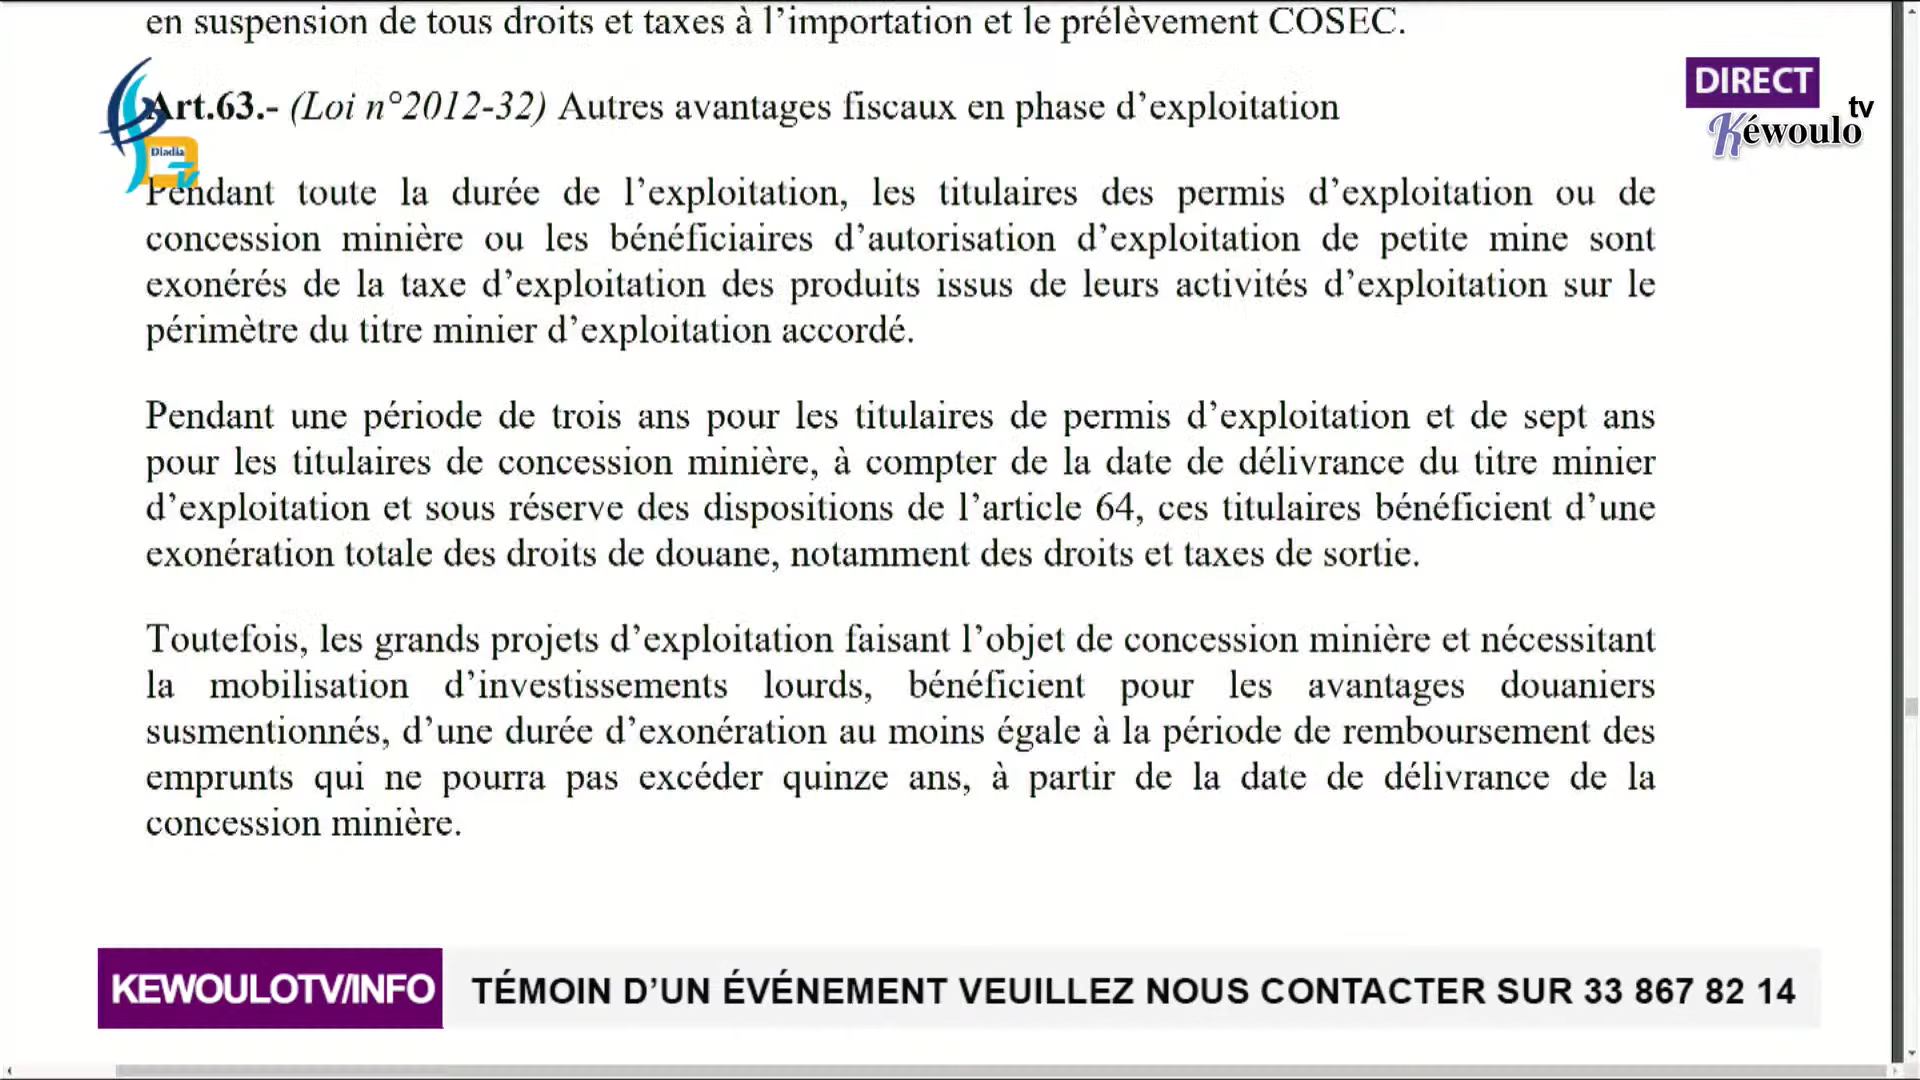 en suspension de tous droits et taxes à l’importation et le prélèvement COSEC.
DIRECT
Kéwoulo tv
Art.63.- (Loi n°2012-32) Autres avantages fiscaux en phase d’exploitation
Diadia TV
Pendant toute la durée de l’exploitation, les titulaires des permis d’exploitation ou de
concession minière ou les bénéficiaires d’autorisation d’exploitation de petite mine sont
exonérés de la taxe d’exploitation des produits issus de leurs activités d’exploitation sur le
périmètre du titre minier d’exploitation accordé.
Pendant une période de trois ans pour les titulaires de permis d’exploitation et de sept ans
pour les titulaires de concession minière, à compter de la date de délivrance du titre minier
d’exploitation et sous réserve des dispositions de l’article 64, ces titulaires bénéficient d’une
exonération totale des droits de douane, notamment des droits et taxes de sortie.
Toutefois, les grands projets d’exploitation faisant l’objet de concession minière et nécessitant
la mobilisation d’investissements lourds, bénéficient pour les avantages douaniers
susmentionnés, d’une durée d’exonération au moins égale à la période de remboursement des
emprunts qui ne pourra pas excéder quinze ans, à partir de la date de délivrance de la
concession minière.
KEWOULOTV/INFO
TÉMOIN D’UN ÉVÉNEMENT VEUILLEZ NOUS CONTACTER SUR 33 867 82 14